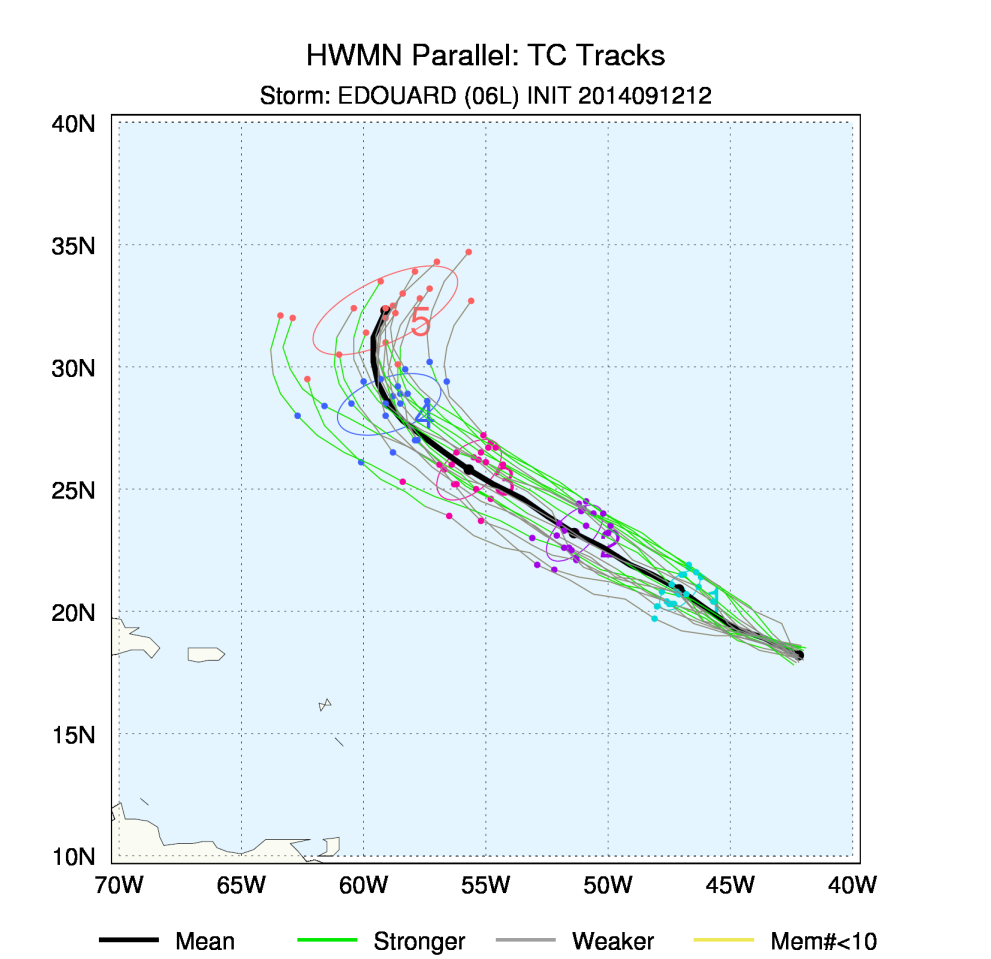 HWMN Parallel: TC Tracks
Storm: EDOUARD (06L) INIT 2014091212
40N
35N
5
30N
4
25N
3
2
1
20N
15N
10N
70W 65W 60W 55W 50W 45W 40W
Mean Stronger Weaker Mem#<10